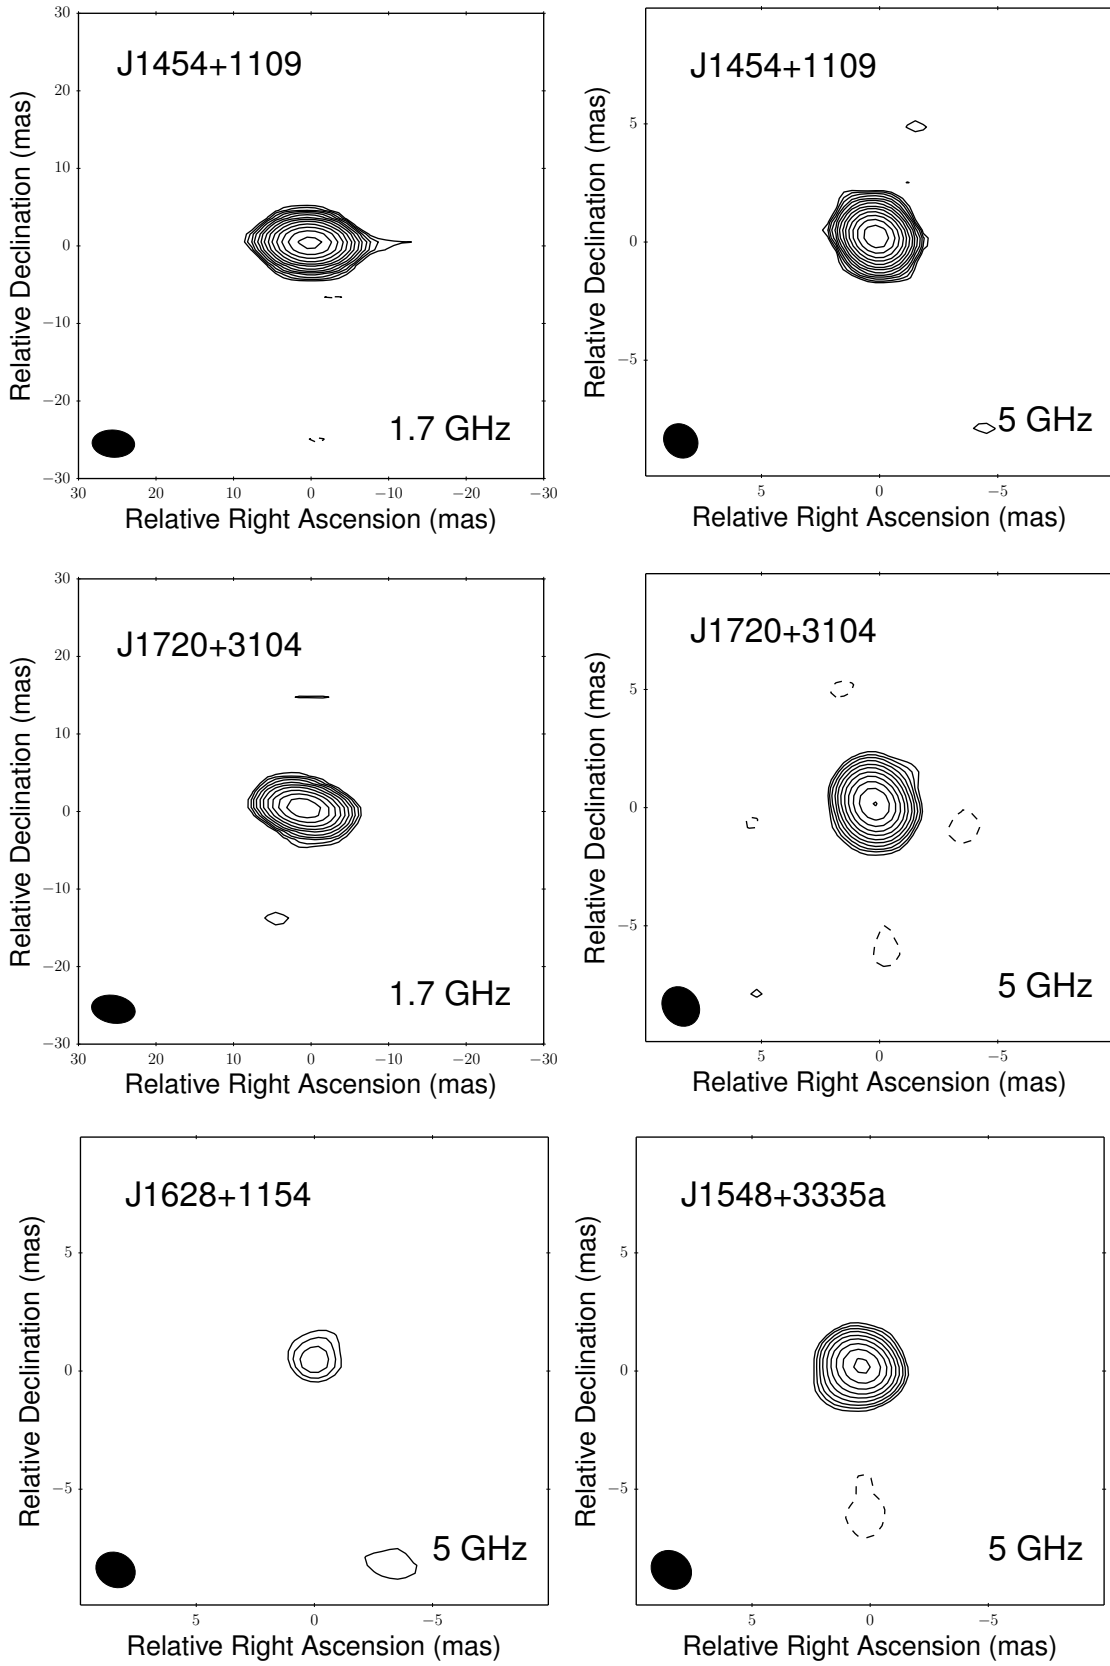 30
20
10
0
−10
−20
−30
30
20
10
0
−10
−20
−30
Relative Declination (mas)
Relative Right Ascension (mas)
J1454+1109
1.7 GHz
5
0
−5
5
0
−5
Relative Declination (mas)
Relative Right Ascension (mas)
J1454+1109
5 GHz
30
20
10
0
−10
−20
−30
30
20
10
0
−10
−20
−30
Relative Declination (mas)
Relative Right Ascension (mas)
J1720+3104
1.7 GHz
5
0
−5
5
0
−5
Relative Declination (mas)
Relative Right Ascension (mas)
J1720+3104
5 GHz
5
0
−5
5
0
−5
Relative Declination (mas)
Relative Right Ascension (mas)
J1628+1154
5 GHz
5
0
−5
5
0
−5
Relative Declination (mas)
Relative Right Ascension (mas)
J1548+3335a
5 GHz